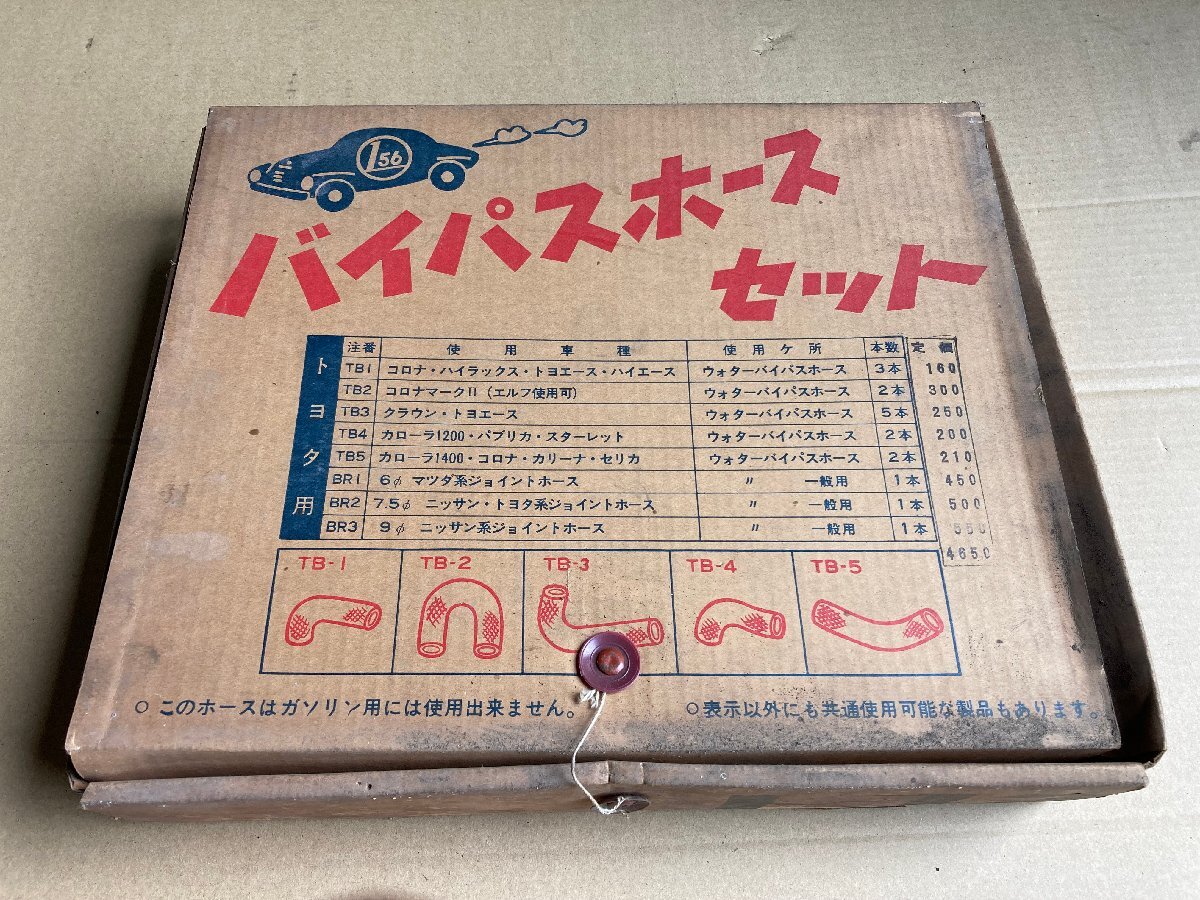 156
バイパスホース
セット
トヨタ用
注番 使用車種 使用ケ所 本数 定価
TB1 コロナ・ハイラックス・トヨエース・ハイエース ウォターバイパスホース 3本 160
TB2 コロナマークII(エルフ使用可) ウォターバイパスホース 2本 300
TB3 クラウン・トヨエース ウォターバイパスホース 5本 250
TB4 カローラ1200・パブリカ・スターレット ウォターバイパスホース 2本 200
TB5 カローラ1400・コロナ・カリーナ・セリカ ウォターバイパスホース 2本 210
BR1 6φ マツダ系ジョイントホース 〃 一般用 1本 450
BR2 7.5φ ニッサン・トヨタ系ジョイントホース 〃 一般用 1本 500
BR3 9φ ニッサン系ジョイントホース 〃 一般用 1本 550
4650
TB-1 TB-2 TB-3 TB-4 TB-5
○このホースはガソリン用には使用出来ません。 ○表示以外にも共通使用可能な製品もあります。